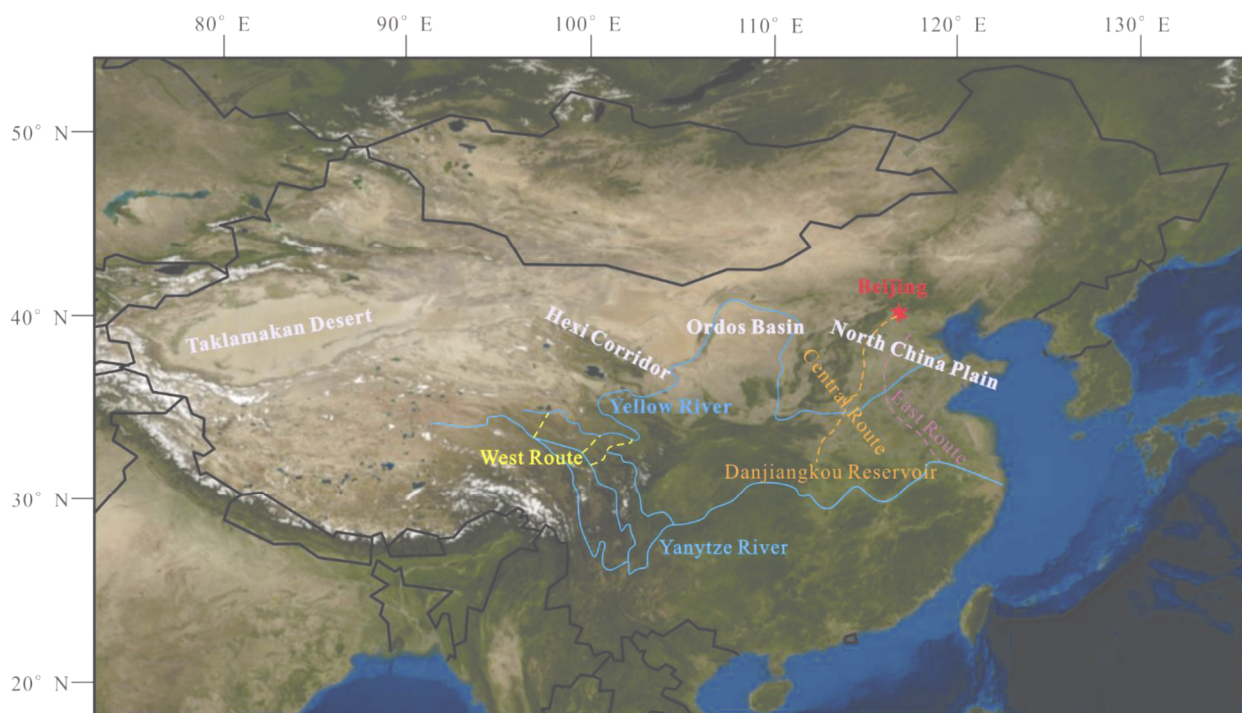 80° E
90° E
100° E
110° E
120° E
130° E
50° N
40° N
30° N
20° N
Beijing
Taklamakan Desert
Hexi Corridor
Ordos Basin
North China Plain
Yellow River
Central Route
East Route
West Route
Danjiangkou Reservoir
Yanytze River